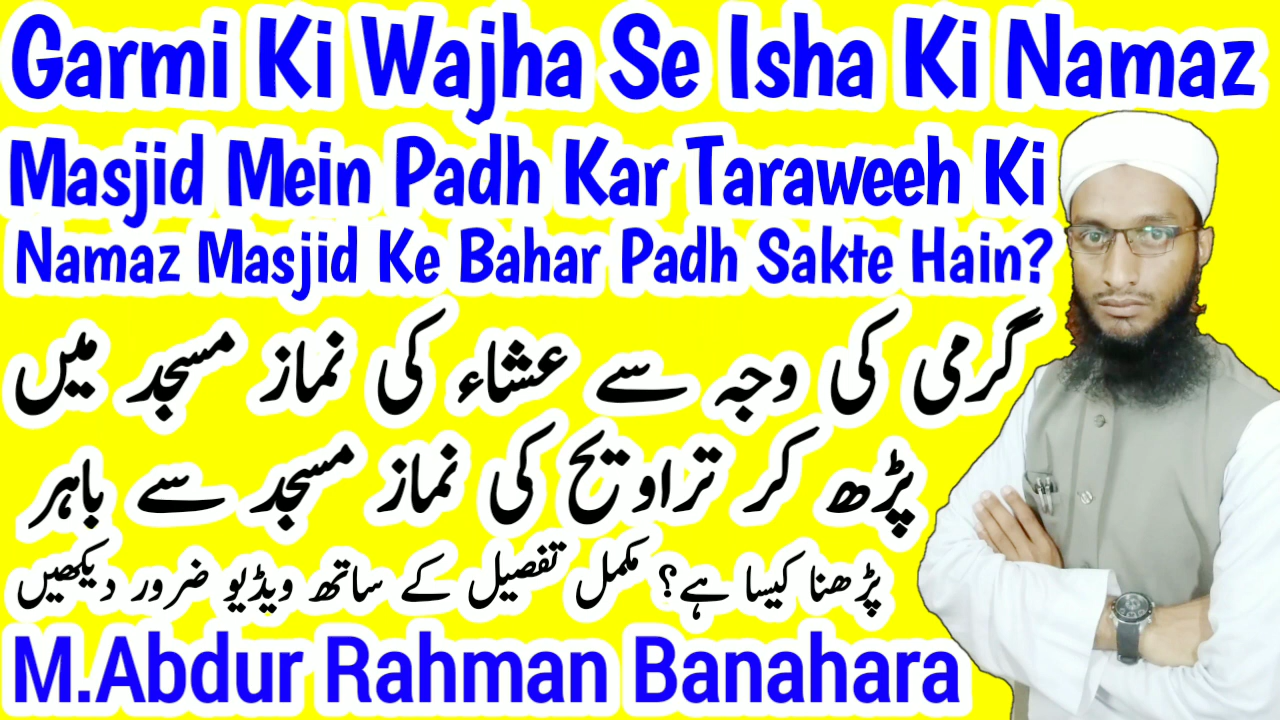 Garmi Ki Wajha Se Isha Ki Namaz
Masjid Mein Padh Kar Taraweeh Ki
Namaz Masjid Ke Bahar Padh Sakte Hain?
گرمی کی وجہ سے عشاء کی نماز مسجد میں
پڑھ کر تراویح کی نماز مسجد سے باہر
پڑھنا کیسا ہے؟ مکمل تفصیل کے ساتھ ویڈیو ضرور دیکھیں
M.Abdur Rahman Banahara